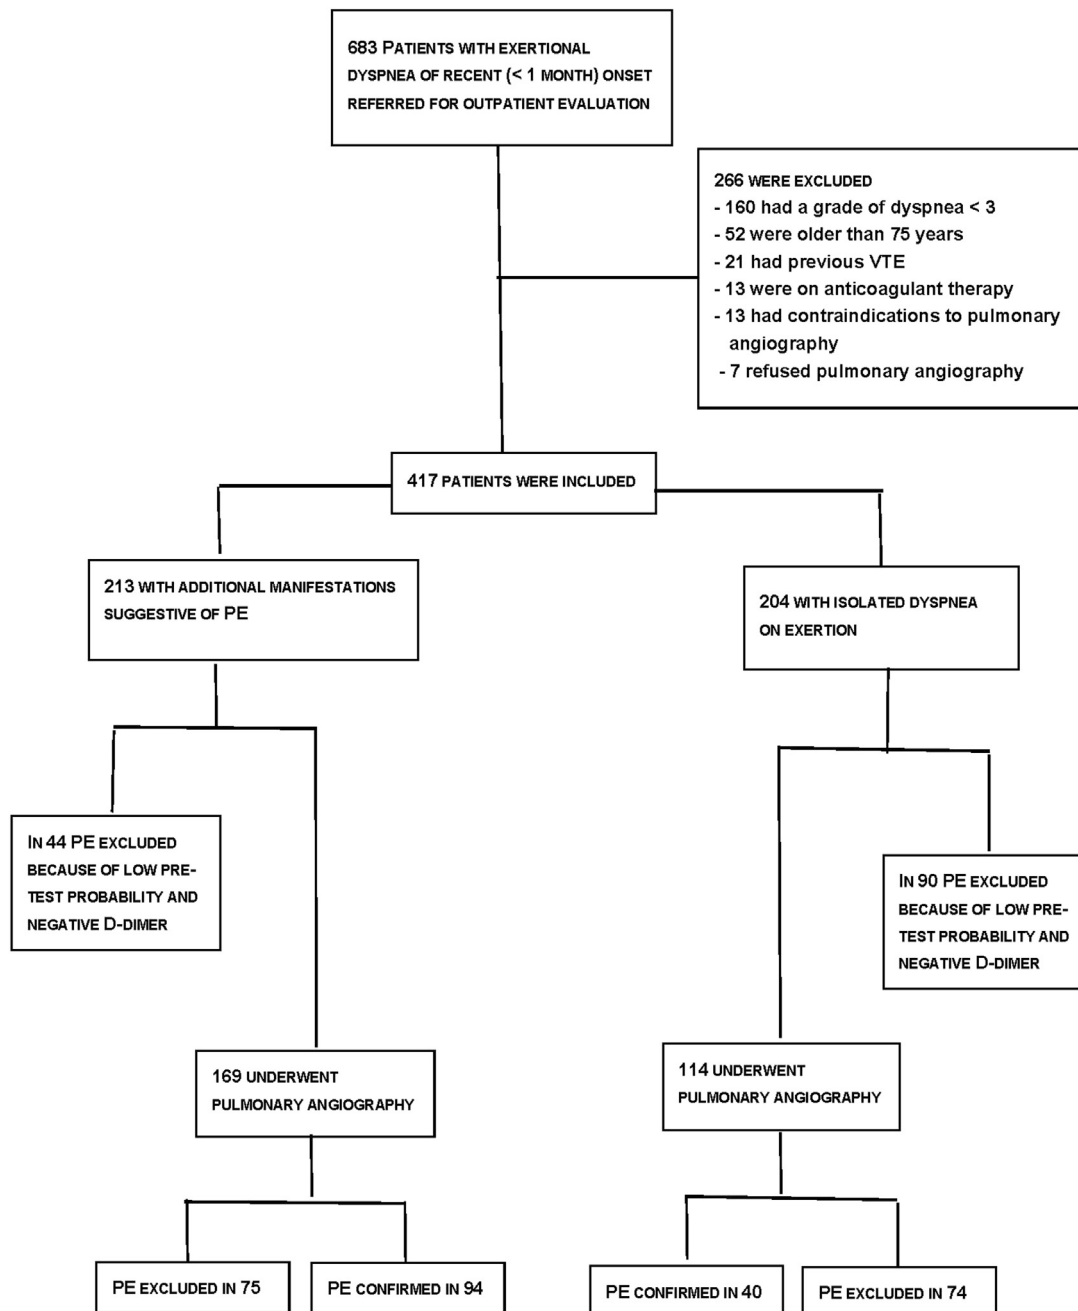 683 PATIENTS WITH EXERTIONAL
DYSPNEA OF RECENT (< 1 MONTH) ONSET
REFERRED FOR OUTPATIENT EVALUATION
266 WERE EXCLUDED
- 160 had a grade of dyspnea < 3
- 52 were older than 75 years
- 21 had previous VTE
- 13 were on anticoagulant therapy
- 13 had contraindications to pulmonary
angiography
- 7 refused pulmonary angiography
417 PATIENTS WERE INCLUDED
213 WITH ADDITIONAL MANIFESTATIONS
SUGGESTIVE OF PE
204 WITH ISOLATED DYSPNEA
ON EXERTION
IN 44 PE EXCLUDED
BECAUSE OF LOW PRE-
TEST PROBABILITY AND
NEGATIVE D-DIMER
IN 90 PE EXCLUDED
BECAUSE OF LOW PRE-
TEST PROBABILITY AND
NEGATIVE D-DIMER
169 UNDERWENT
PULMONARY ANGIOGRAPHY
114 UNDERWENT
PULMONARY ANGIOGRAPHY
PE EXCLUDED IN 75
PE CONFIRMED IN 94
PE CONFIRMED IN 40
PE EXCLUDED IN 74